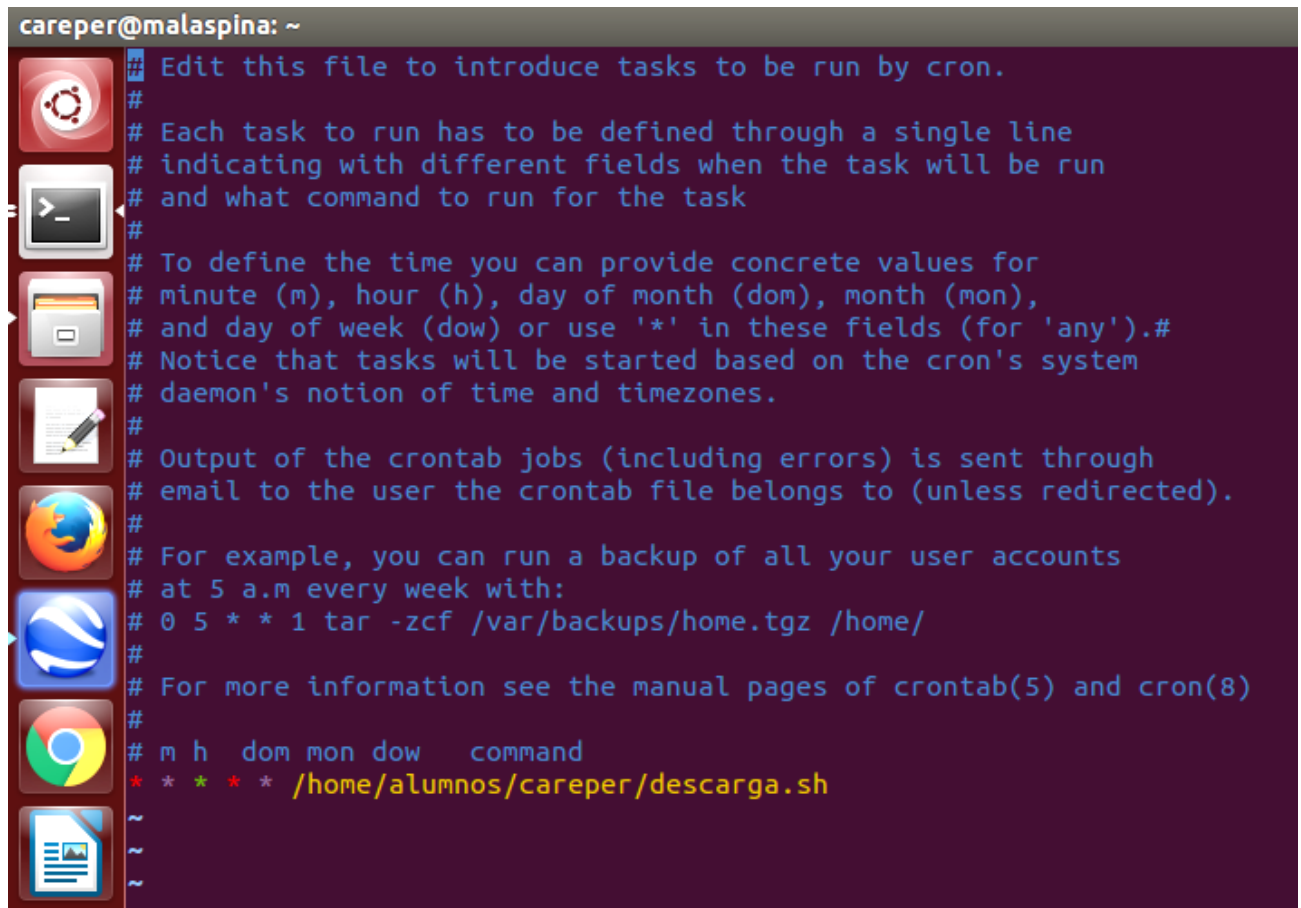 careper@malaspina: ~
# Edit this file to introduce tasks to be run by cron.
#
# Each task to run has to be defined through a single line
# indicating with different fields when the task will be run
# and what command to run for the task
#
# To define the time you can provide concrete values for
# minute (m), hour (h), day of month (dom), month (mon),
# and day of week (dow) or use '*' in these fields (for 'any').#
# Notice that tasks will be started based on the cron's system
# daemon's notion of time and timezones.
#
# Output of the crontab jobs (including errors) is sent through
# email to the user the crontab file belongs to (unless redirected).
#
# For example, you can run a backup of all your user accounts
# at 5 a.m every week with:
# 0 5 * * 1 tar -zcf /var/backups/home.tgz /home/
#
# For more information see the manual pages of crontab(5) and cron(8)
#
# m h  dom mon dow   command
* * * * * /home/alumnos/careper/descarga.sh
~
~
~